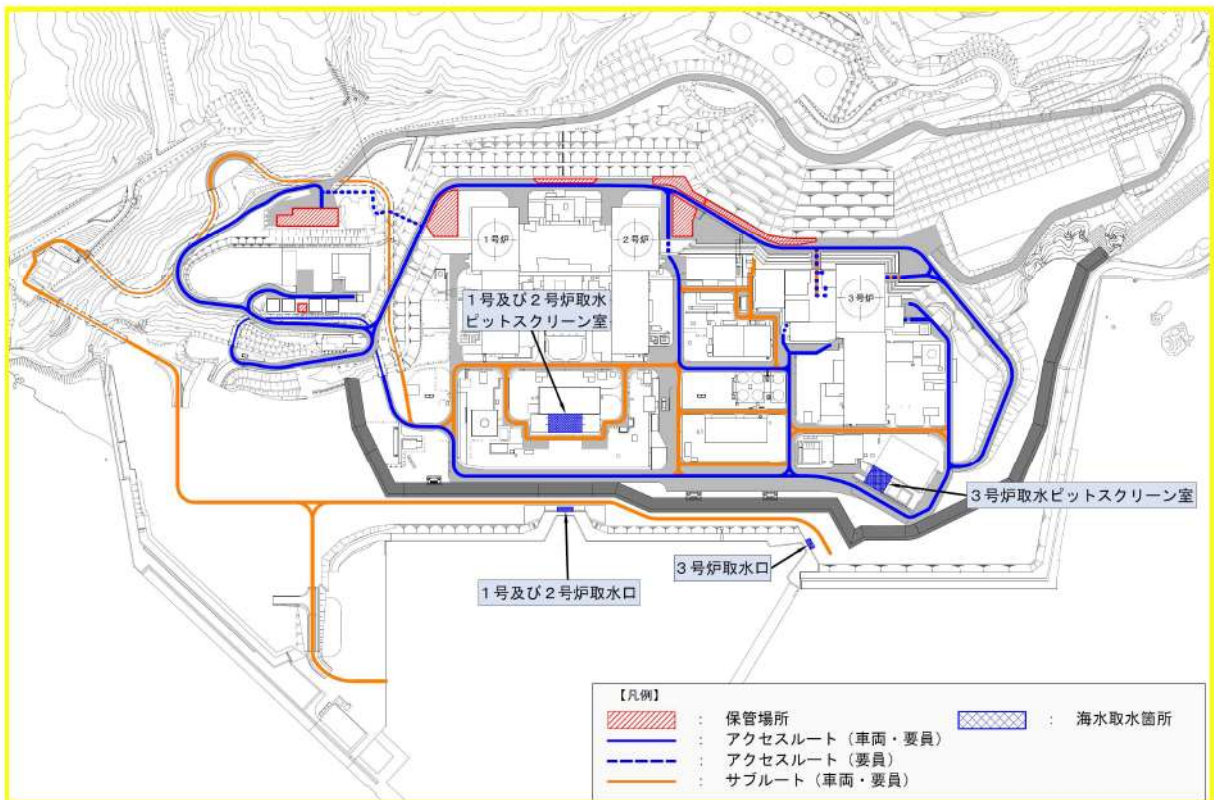 1号炉
2号炉
3号炉
1号及び2号炉取水
ピットスクリーン室
3号炉取水ピットスクリーン室
3号炉取水口
1号及び2号炉取水口
【凡例】
： 保管場所
： 海水取水箇所
： アクセスルート（車両・要員）
： アクセスルート（要員）
： サブルート（車両・要員）